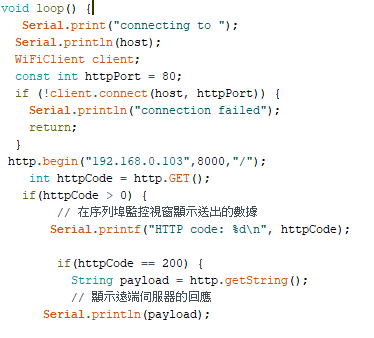 void loop() {
Serial.print("connecting to ");
Serial.println(host);
WiFiClient client;
const int httpPort = 80;
if (!client.connect(host, httpPort)) {
Serial.println("connection failed");
return;
}
http.begin("192.168.0.103",8000,"/");
int httpCode = http.GET();
if(httpCode > 0) {
// 在序列埠監控視窗顯示送出的數據
Serial.printf("HTTP code: %d\n", httpCode);
if(httpCode == 200) {
String payload = http.getString();
// 顯示遠端伺服器的回應
Serial.println(payload);